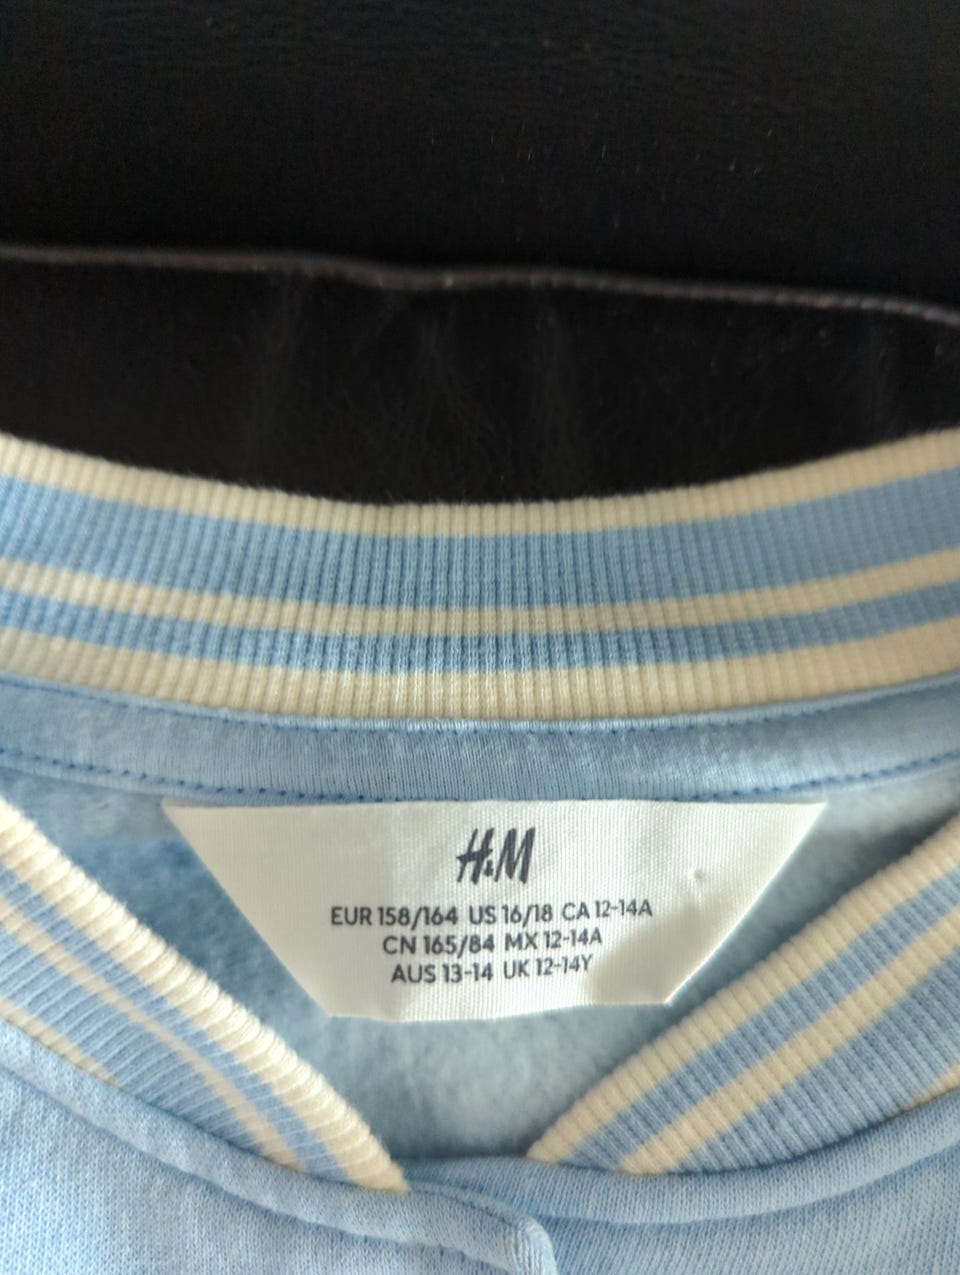 H&M
EUR 158/164 US 16/18 CA 12-14A
CN 165/84 MX 12-14A
AUS 13-14 UK 12-14Y